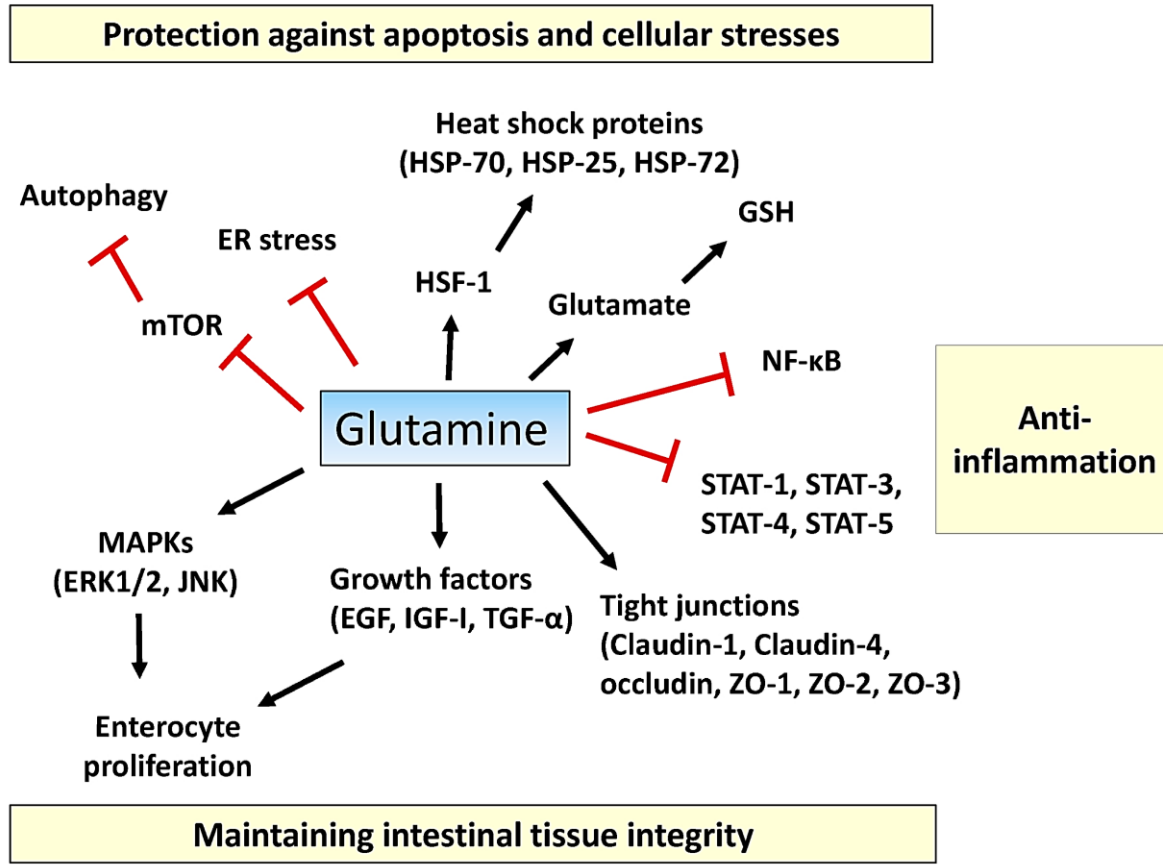 Protection against apoptosis and cellular stresses
Heat shock proteins
(HSP-70, HSP-25, HSP-72)
Autophagy
GSH
ER stress
HSF-1
Glutamate
mTOR
NF-κB
Glutamine
Anti-
inflammation
STAT-1, STAT-3,
STAT-4, STAT-5
MAPKs
(ERK1/2, JNK)
Growth factors
(EGF, IGF-I, TGF-α)
Tight junctions
(Claudin-1, Claudin-4,
occludin, ZO-1, ZO-2, ZO-3)
Enterocyte
proliferation
Maintaining intestinal tissue integrity